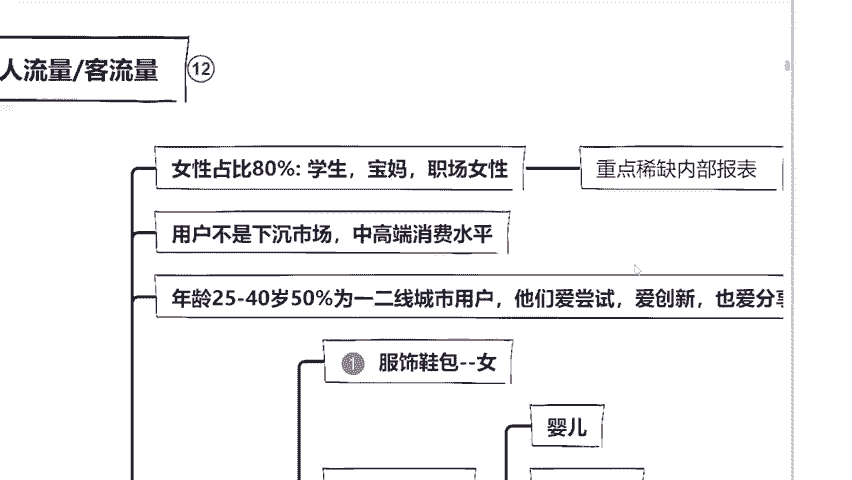 人流量/客流量
12
女性占比80%: 学生，宝妈，职场女性
重点稀缺内部报表
用户不是下沉市场，中高端消费水平
年龄25-40岁50%为一二线城市用户，他们爱尝试，爱创新，也爱分享
1 服饰鞋包--女
婴儿